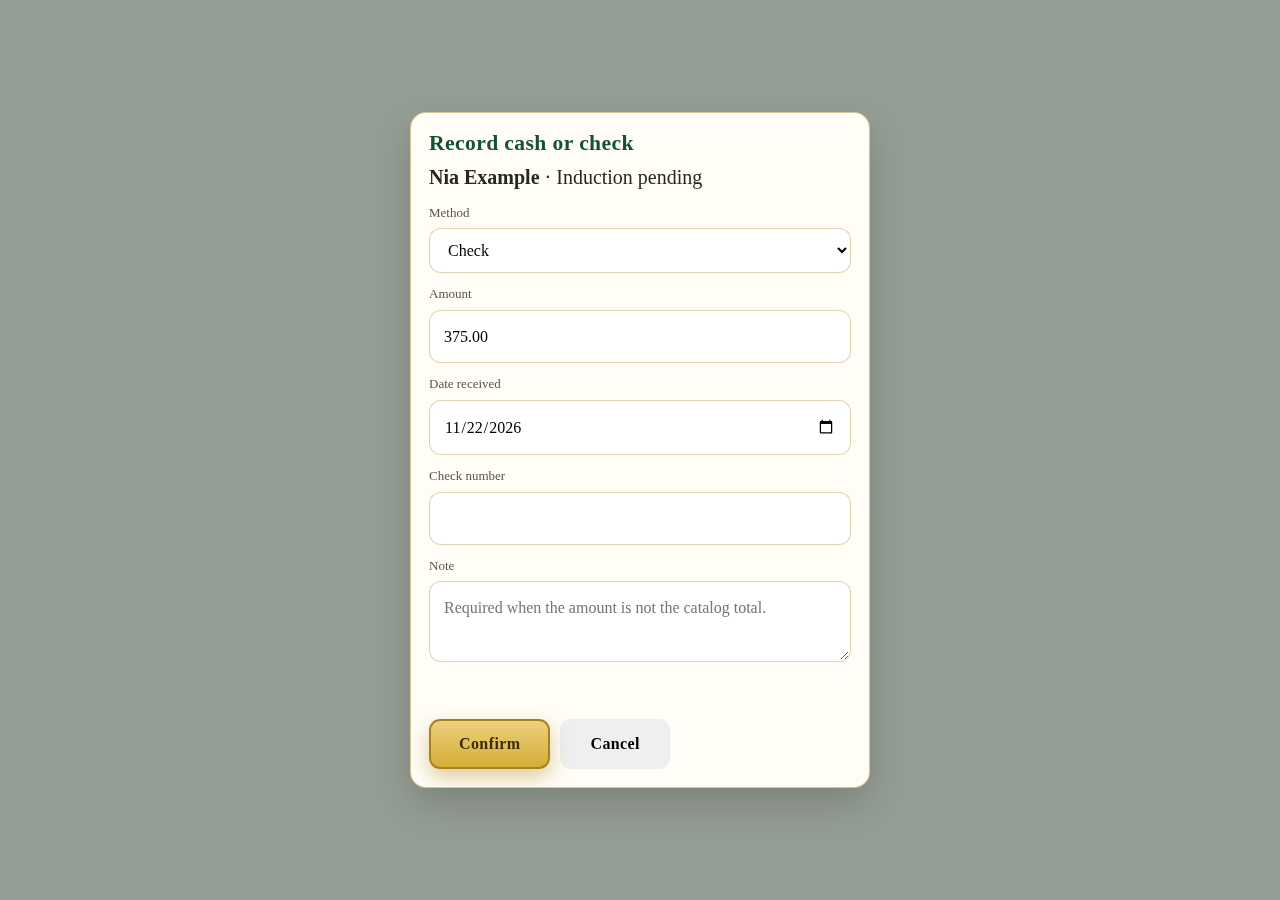 Record cash or check
Nia Example · Induction pending
Method
Check
Amount
375.00
Date received
11/22/2026
Check number
Note
Required when the amount is not the catalog total.
Confirm
Cancel